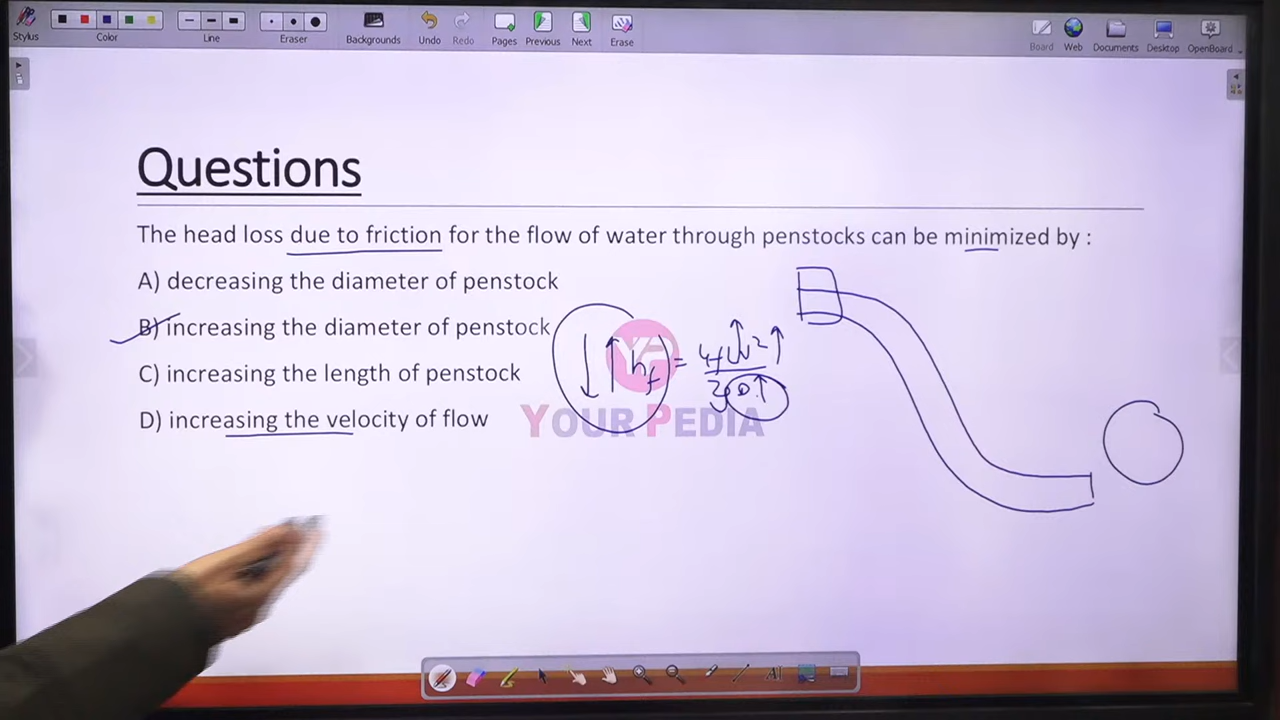 Stylus Color Line Eraser Backgrounds Undo Redo Pages Previous Next Erase Board Web Documents Desktop OpenBoard
Questions
The head loss due to friction for the flow of water through penstocks can be minimized by :
A) decreasing the diameter of penstock
B) increasing the diameter of penstock
C) increasing the length of penstock
D) increasing the velocity of flow
hf =
YOUR PEDIA